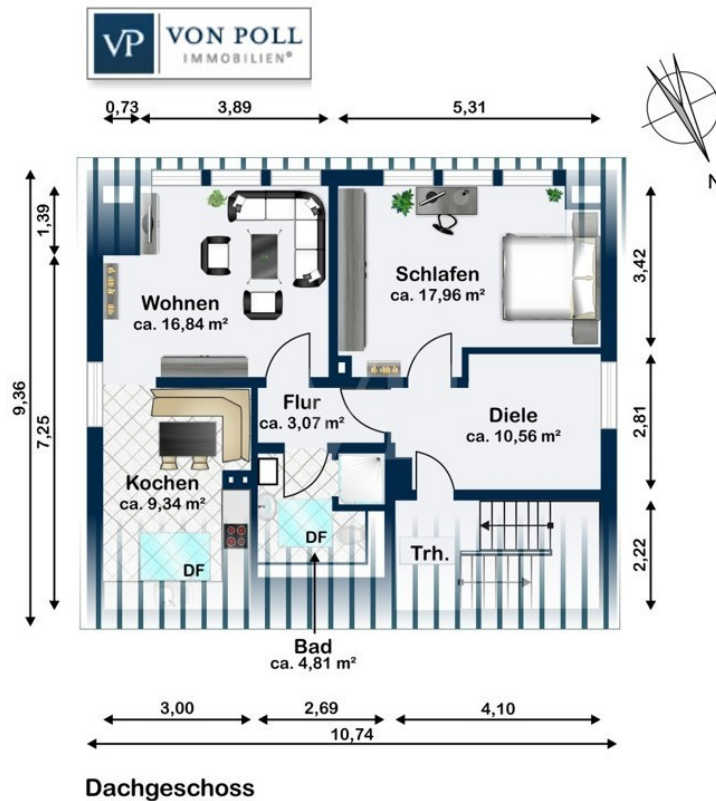 VP VON POLL
IMMOBILIEN®
0,73 3,89 5,31
N
1,39
3,42
Schlafen
ca. 17,96 m²
Wohnen
ca. 16,84 m²
9,36
7,25
Flur
ca. 3,07 m²
Diele
ca. 10,56 m²
2,81
Kochen
ca. 9,34 m²
DF
DF
Trh.
2,22
Bad
ca. 4,81 m²
3,00 2,69 4,10
10,74
Dachgeschoss